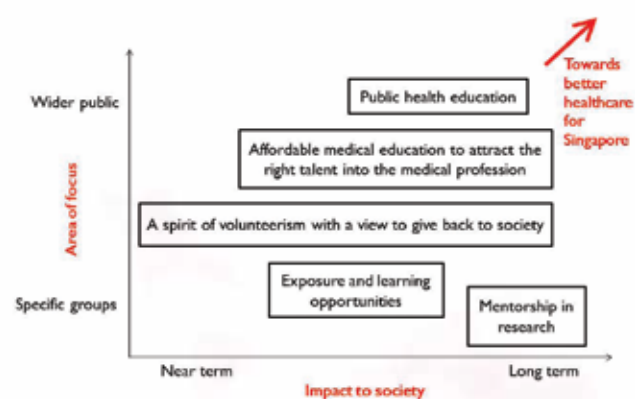 Towards
better
healthcare
for
Singapore
Wider public
Public health education
Affordable medical education to attract the
right talent into the medical profession
Area of focus
A spirit of volunteerism with a view to give back to society
Exposure and learning
opportunities
Specific groups
Mentorship in
research
Near term
Long term
Impact to society